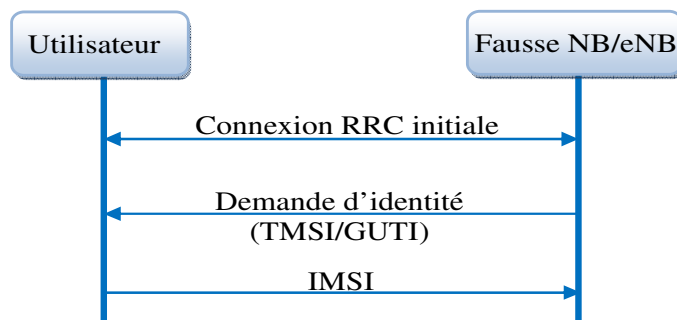 Utilisateur
Fausse NB/eNB
Connexion RRC initiale
Demande d'identité
(TMSI/GUTI)
IMSI